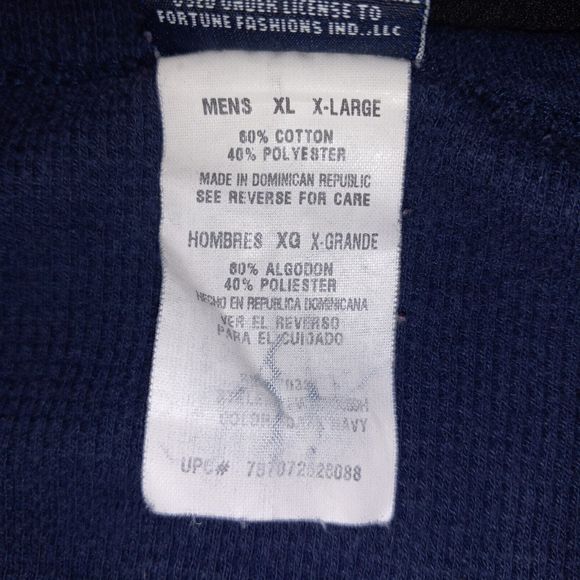 USED UNDER LICENSE TO
FORTUNE FASHIONS IND.,LLC
MENS XL X-LARGE
60% COTTON
40% POLYESTER
MADE IN DOMINICAN REPUBLIC
SEE REVERSE FOR CARE
HOMBRES XG X-GRANDE
60% ALGODON
40% POLIESTER
HECHO EN REPUBLICA DOMINICANA
VER EL REVERSO
PARA EL CUIDADO
NAVY
UPC#